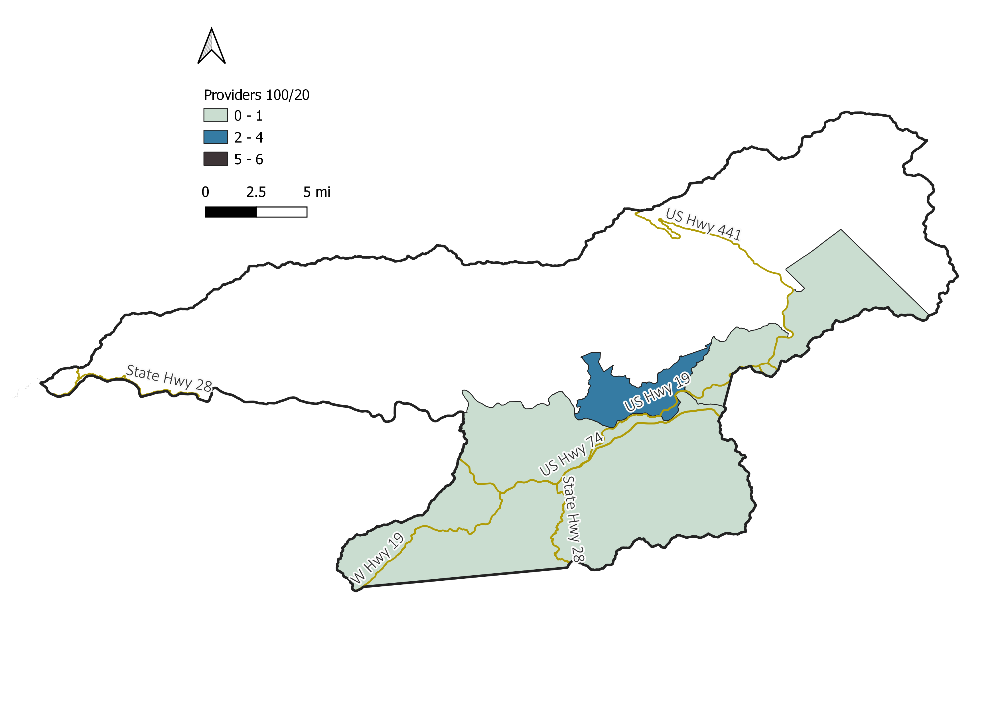 Providers 100/20
0 - 1
2 - 4
5 - 6
0 2.5 5 mi
US Hwy 441
State Hwy 28
US Hwy 19
US Hwy 74
State Hwy 28
W Hwy 19